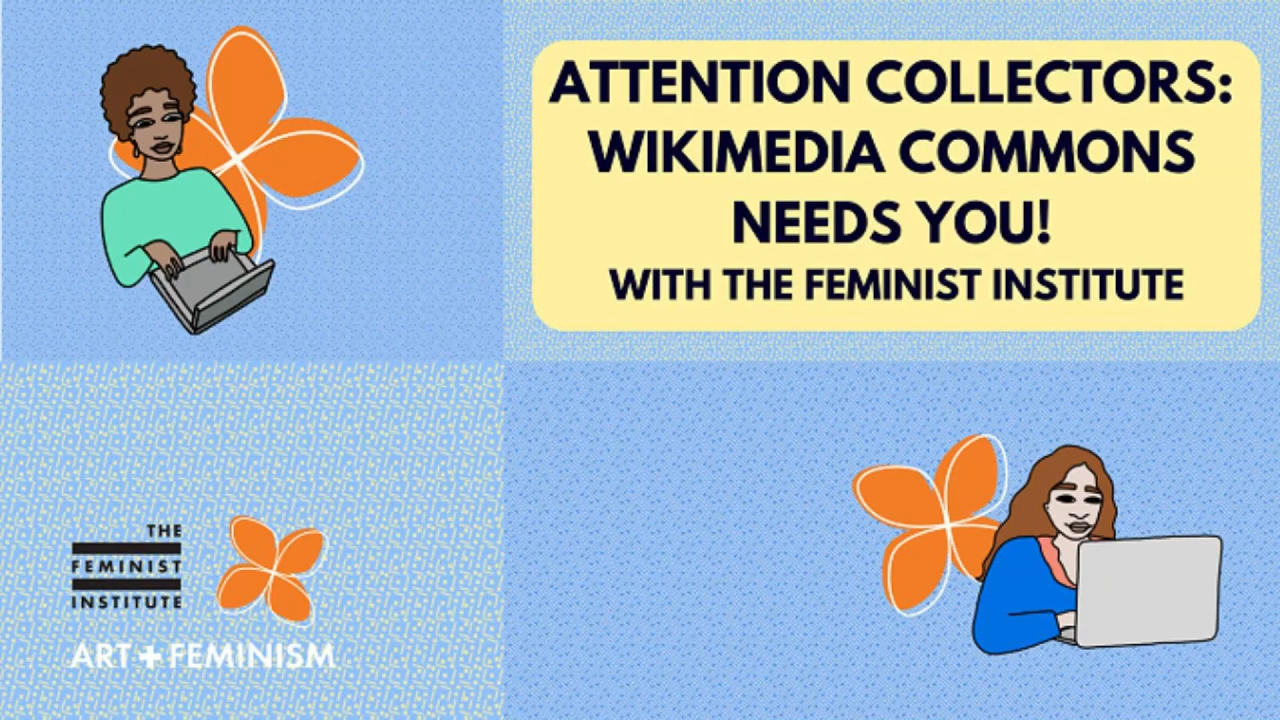 ATTENTION COLLECTORS:
WIKIMEDIA COMMONS
NEEDS YOU!
WITH THE FEMINIST INSTITUTE
THE
FEMINIST
INSTITUTE
ART+FEMINISM